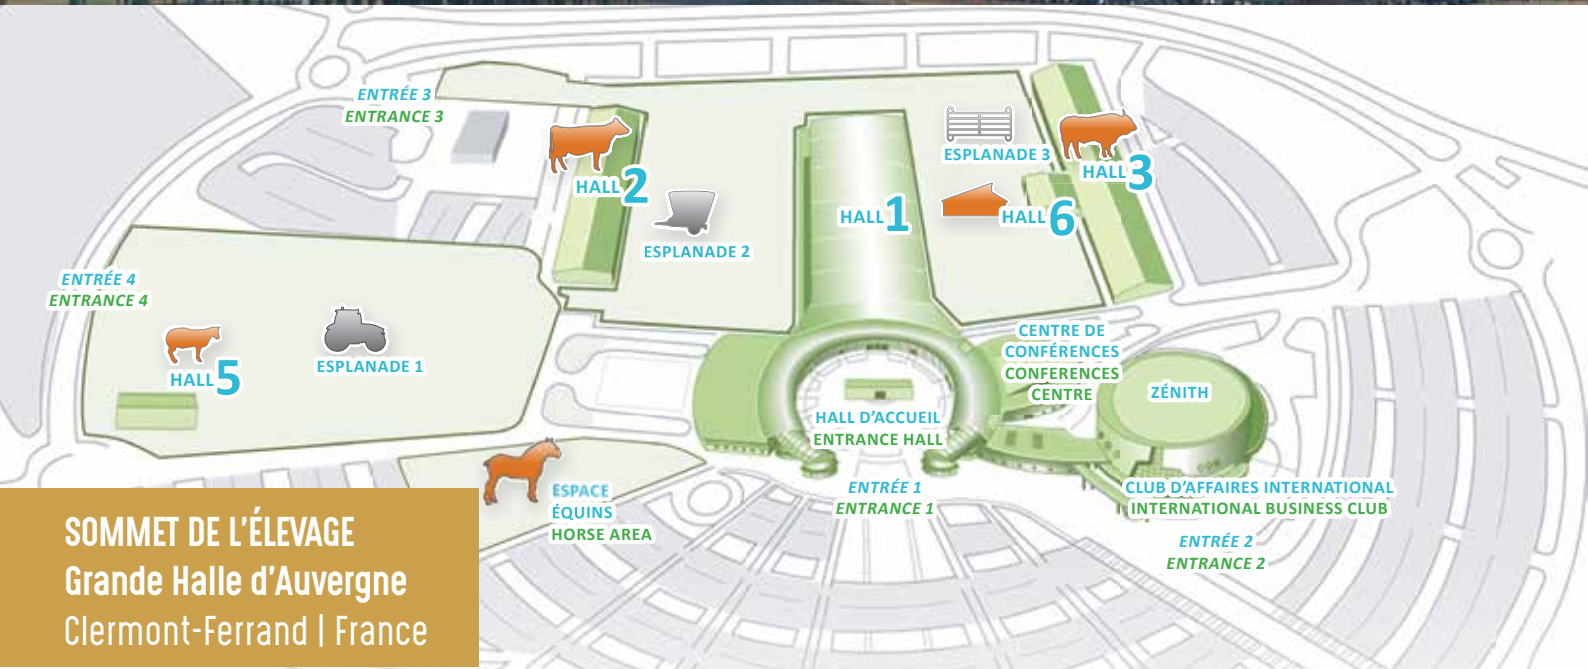 ENTRÉE 3
ENTRANCE 3
HALL 2
ESPLANADE 2
HALL 1
ESPLANADE 3
HALL 3
HALL 6
ENTRÉE 4
ENTRANCE 4
HALL 5
ESPLANADE 1
CENTRE DE
CONFÉRENCES
CONFERENCES
CENTRE
ZÉNITH
HALL D'ACCUEIL
ENTRANCE HALL
ESPACE
ÉQUINS
HORSE AREA
ENTRÉE 1
ENTRANCE 1
CLUB D'AFFAIRES INTERNATIONAL
INTERNATIONAL BUSINESS CLUB
ENTRÉE 2
ENTRANCE 2
SOMMET DE L'ÉLEVAGE
Grande Halle d'Auvergne
Clermont-Ferrand | France